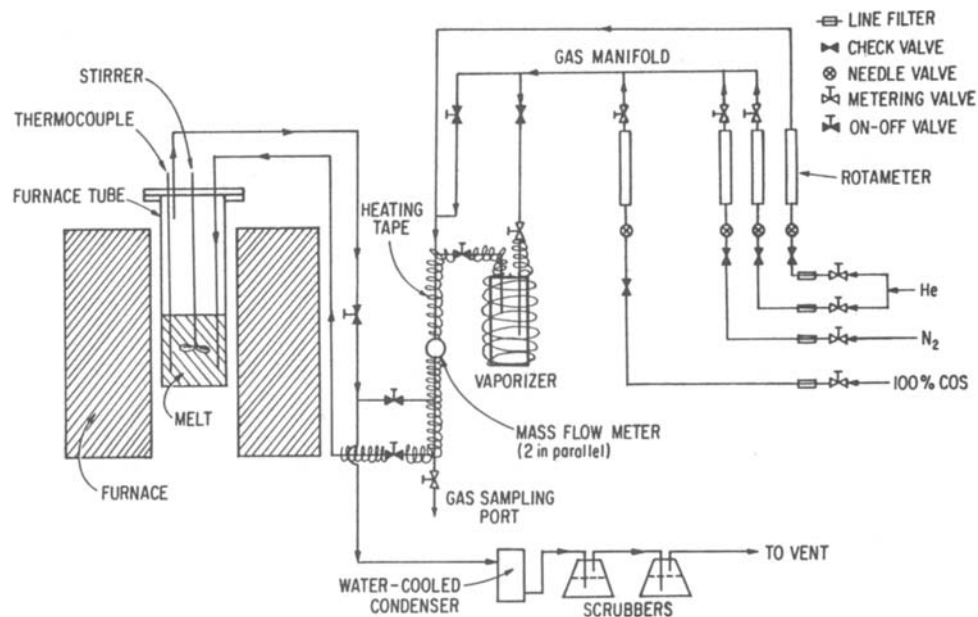 STIRRER
THERMOCOUPLE
FURNACE TUBE
MELT
FURNACE
HEATING
TAPE
GAS MANIFOLD
VAPORIZER
MASS FLOW METER
(2 in parallel)
GAS SAMPLING
PORT
WATER-COOLED
CONDENSER
SCRUBBERS
TO VENT
LINE FILTER
CHECK VALVE
NEEDLE VALVE
METERING VALVE
ON-OFF VALVE
ROTAMETER
He
N₂
100% COS